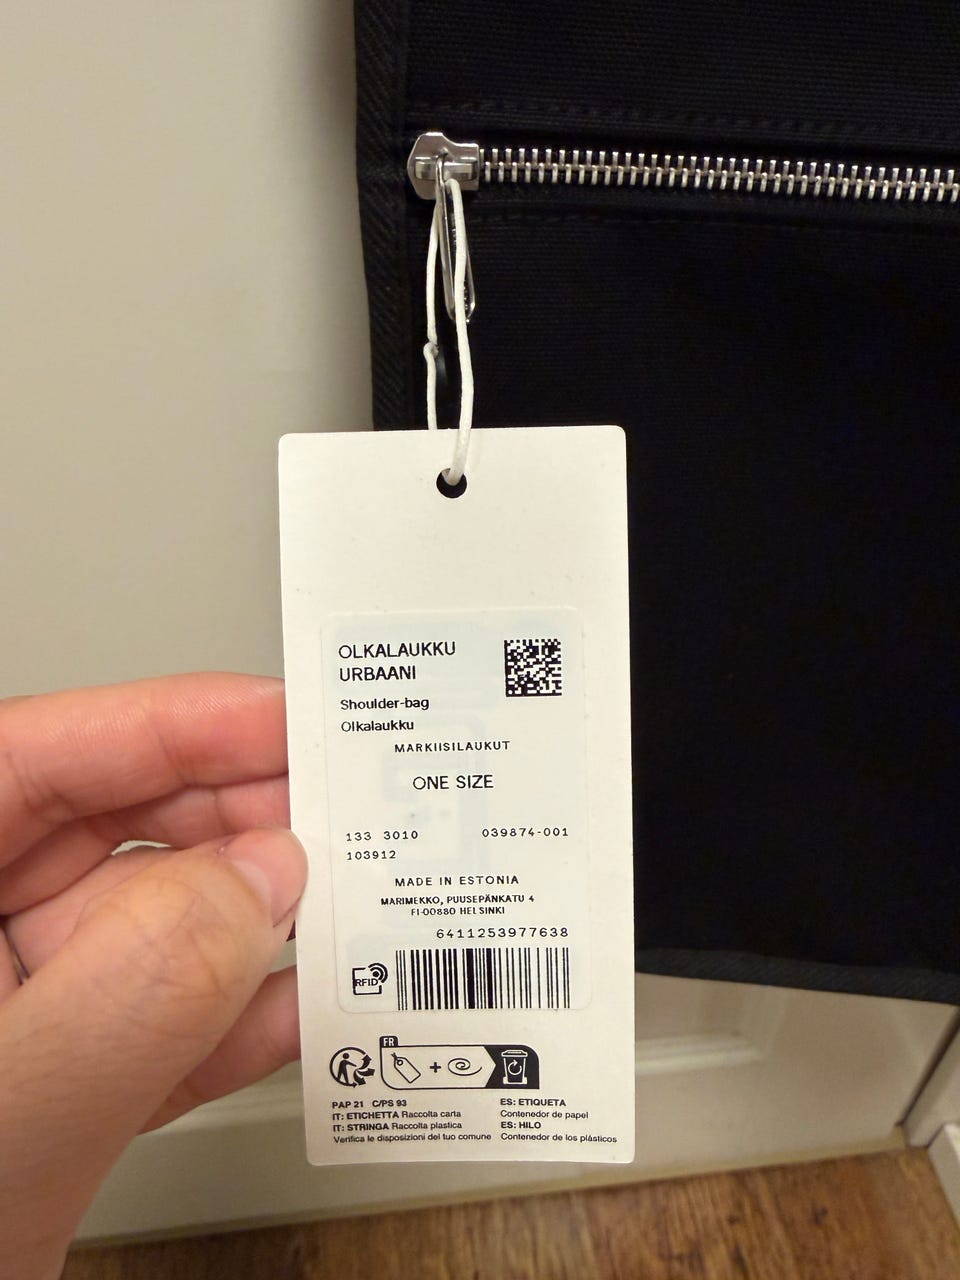 OLKALAUKKU
URBAANI
Shoulder-bag
Olkalaukku
MARKIISILAUKUT
ONE SIZE
133 3010 039874-001
103912
MADE IN ESTONIA
MARIMEKKO, PUUSEPÄNKATU 4
FI-00880 HELSINKI
6411253977638
RFID
FR
PAP 21 C/PS 93
IT: ETICHETTA Raccolta carta
IT: STRINGA Raccolta plastica
Verifica le disposizioni del tuo comune
ES: ETIQUETA
Contenedor de papel
ES: HILO
Contenedor de los plásticos